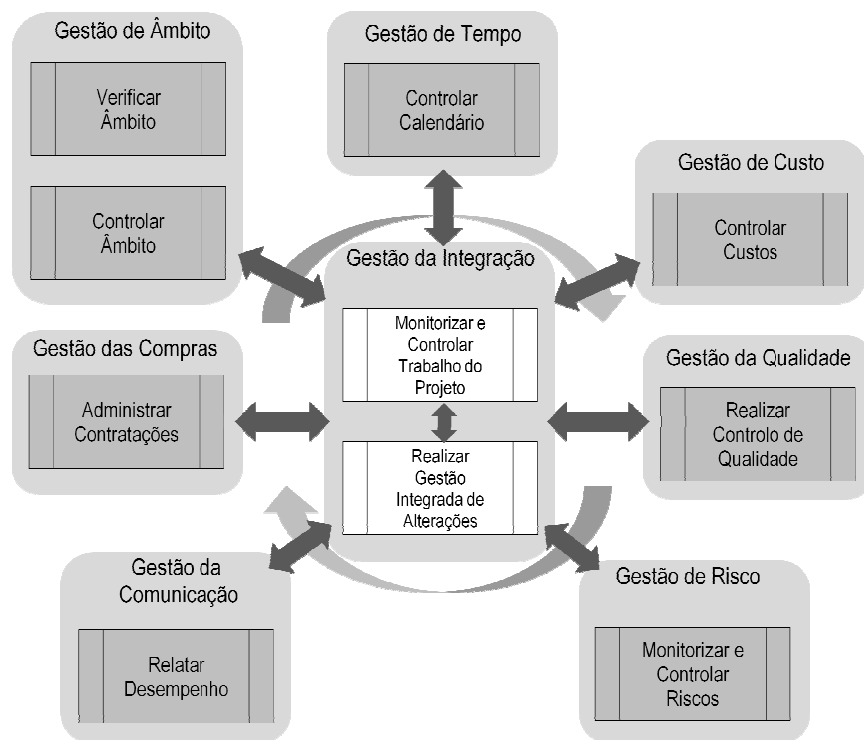 Gestão de Âmbito
Verificar
Âmbito
Controlar
Âmbito
Gestão de Tempo
Controlar
Calendário
Gestão de Custo
Controlar
Custos
Gestão da Integração
Monitorizar e
Controlar
Trabalho do
Projeto
Realizar
Gestão
Integrada de
Alterações
Gestão das Compras
Administrar
Contratações
Gestão da Qualidade
Realizar
Controlo de
Qualidade
Gestão da
Comunicação
Relatar
Desempenho
Gestão de Risco
Monitorizar e
Controlar
Riscos